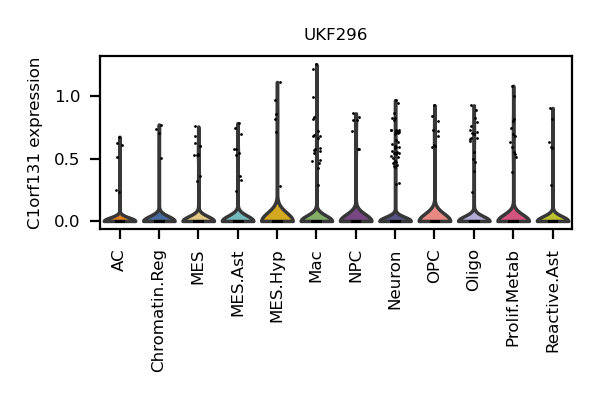 UKF296
C1orf131 expression
1.0
0.5
0.0
AC
Chromatin.Reg
MES
MES.Ast
MES.Hyp
Mac
NPC
Neuron
OPC
Oligo
Prolif.Metab
Reactive.Ast